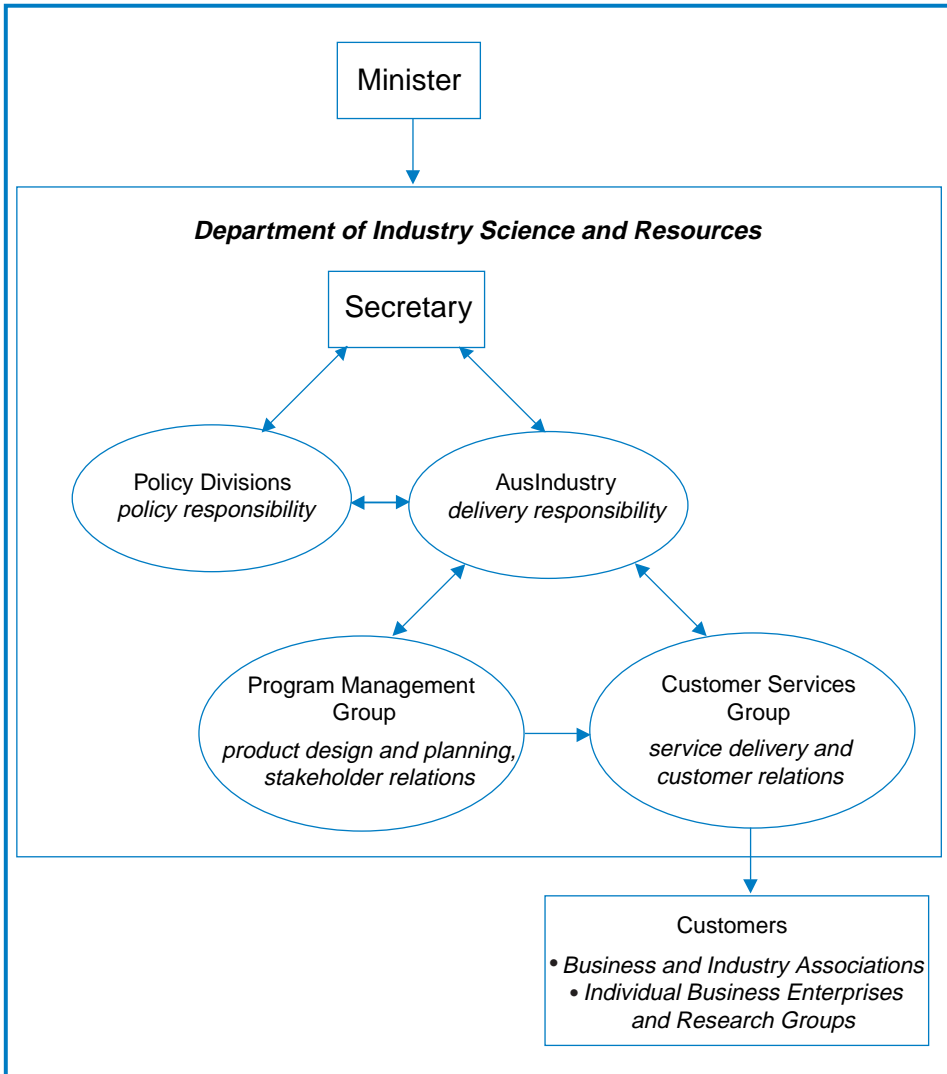 Minister
Department of Industry Science and Resources
Secretary
Policy Divisions
policy responsibility
AusIndustry
delivery responsibility
Program Management
Group
product design and planning,
stakeholder relations
Customer Services
Group
service delivery and
customer relations
Customers
• Business and Industry Associations
• Individual Business Enterprises
and Research Groups